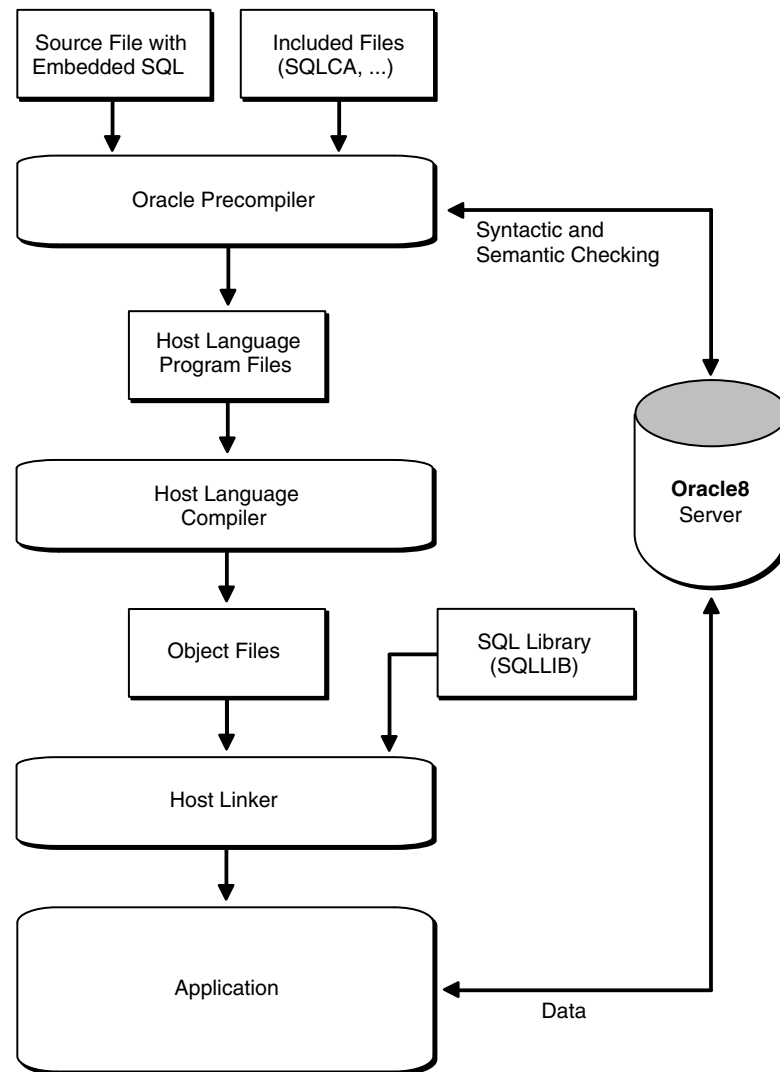 Source File with
Embedded SQL
Included Files
(SQLCA, ...)
Oracle Precompiler
Syntactic and
Semantic Checking
Host Language
Program Files
Host Language
Compiler
Oracle8
Server
Object Files
SQL Library
(SQLLIB)
Host Linker
Application
Data